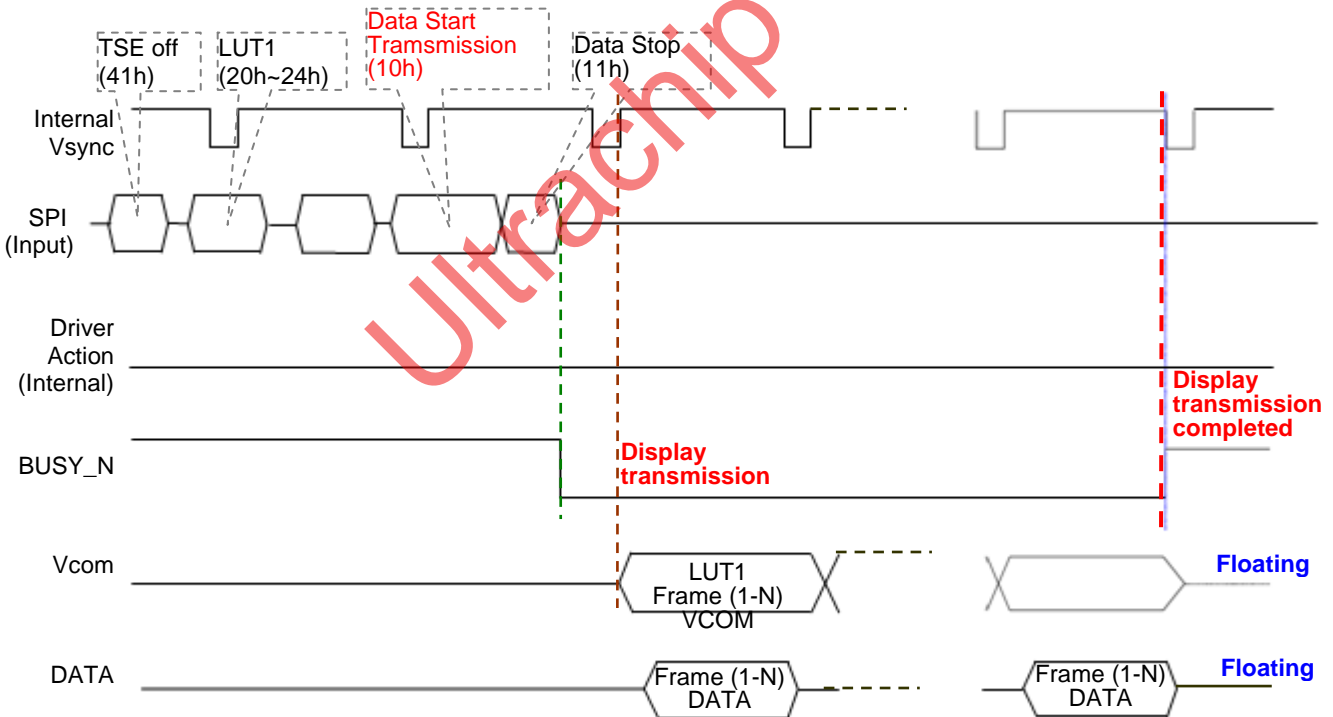 TSE off
(41h)
LUT1
(20h~24h)
Data Start
Tramsmission
(10h)
Data Stop
(11h)
Internal
Vsync
SPI
(Input)
Driver
Action
(Internal)
BUSY_N
Display
transmission
Display
transmission
completed
Vcom
LUT1
Frame (1-N)
VCOM
Floating
DATA
Frame (1-N)
DATA
Frame (1-N)
DATA
Floating
Ultrachip